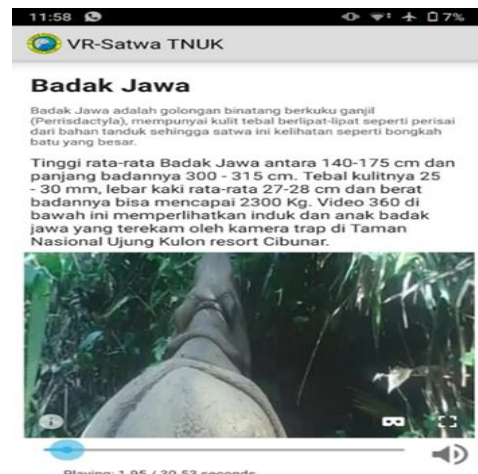 11:58
7%
VR-Satwa TNUK
Badak Jawa
Badak Jawa adalah golongan binatang berkuku ganjil
(Perrisdactyla), mempunyai kulit tebal berlipat-lipat seperti perisai
dari bahan tanduk sehingga satwa ini kelihatan seperti bongkah
batu yang besar.
Tinggi rata-rata Badak Jawa antara 140-175 cm dan
panjang badannya 300 - 315 cm. Tebal kulitnya 25
- 30 mm, lebar kaki rata-rata 27-28 cm dan berat
badannya bisa mencapai 2300 Kg. Video 360 di
bawah ini memperlihatkan induk dan anak badak
jawa yang terekam oleh kamera trap di Taman
Nasional Ujung Kulon resort Cibunar.
Playing: 1.95 / 30.53 seconds